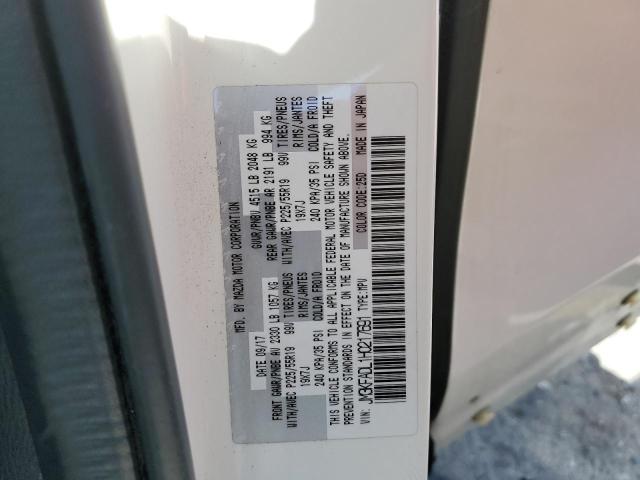 MFD. BY MAZDA MOTOR CORPORATION
DATE 09/17 GVWR/PNBV 4515 LB 2048 KG
FRONT GAWR/PNBE AV 2330 LB 1057 KG REAR GAWR/PNBE AR 2191 LB 994 KG
WITH/AVEC P225/55R19 99V TIRES/PNEUS WITH/AVEC P225/55R19 99V TIRES/PNEUS
19X7J RIMS/JANTES 19X7J RIMS/JANTES
240 KPA/35 PSI COLD/A FROID 240 KPA/35 PSI COLD/A FROID
THIS VEHICLE CONFORMS TO ALL APPLICABLE FEDERAL MOTOR VEHICLE SAFETY AND THEFT
PREVENTION STANDARDS IN EFFECT ON THE DATE OF MANUFACTURE SHOWN ABOVE.
VIN: JM3KFADL1H0217691 TYPE:MPV COLOR CODE:25D MADE IN JAPAN